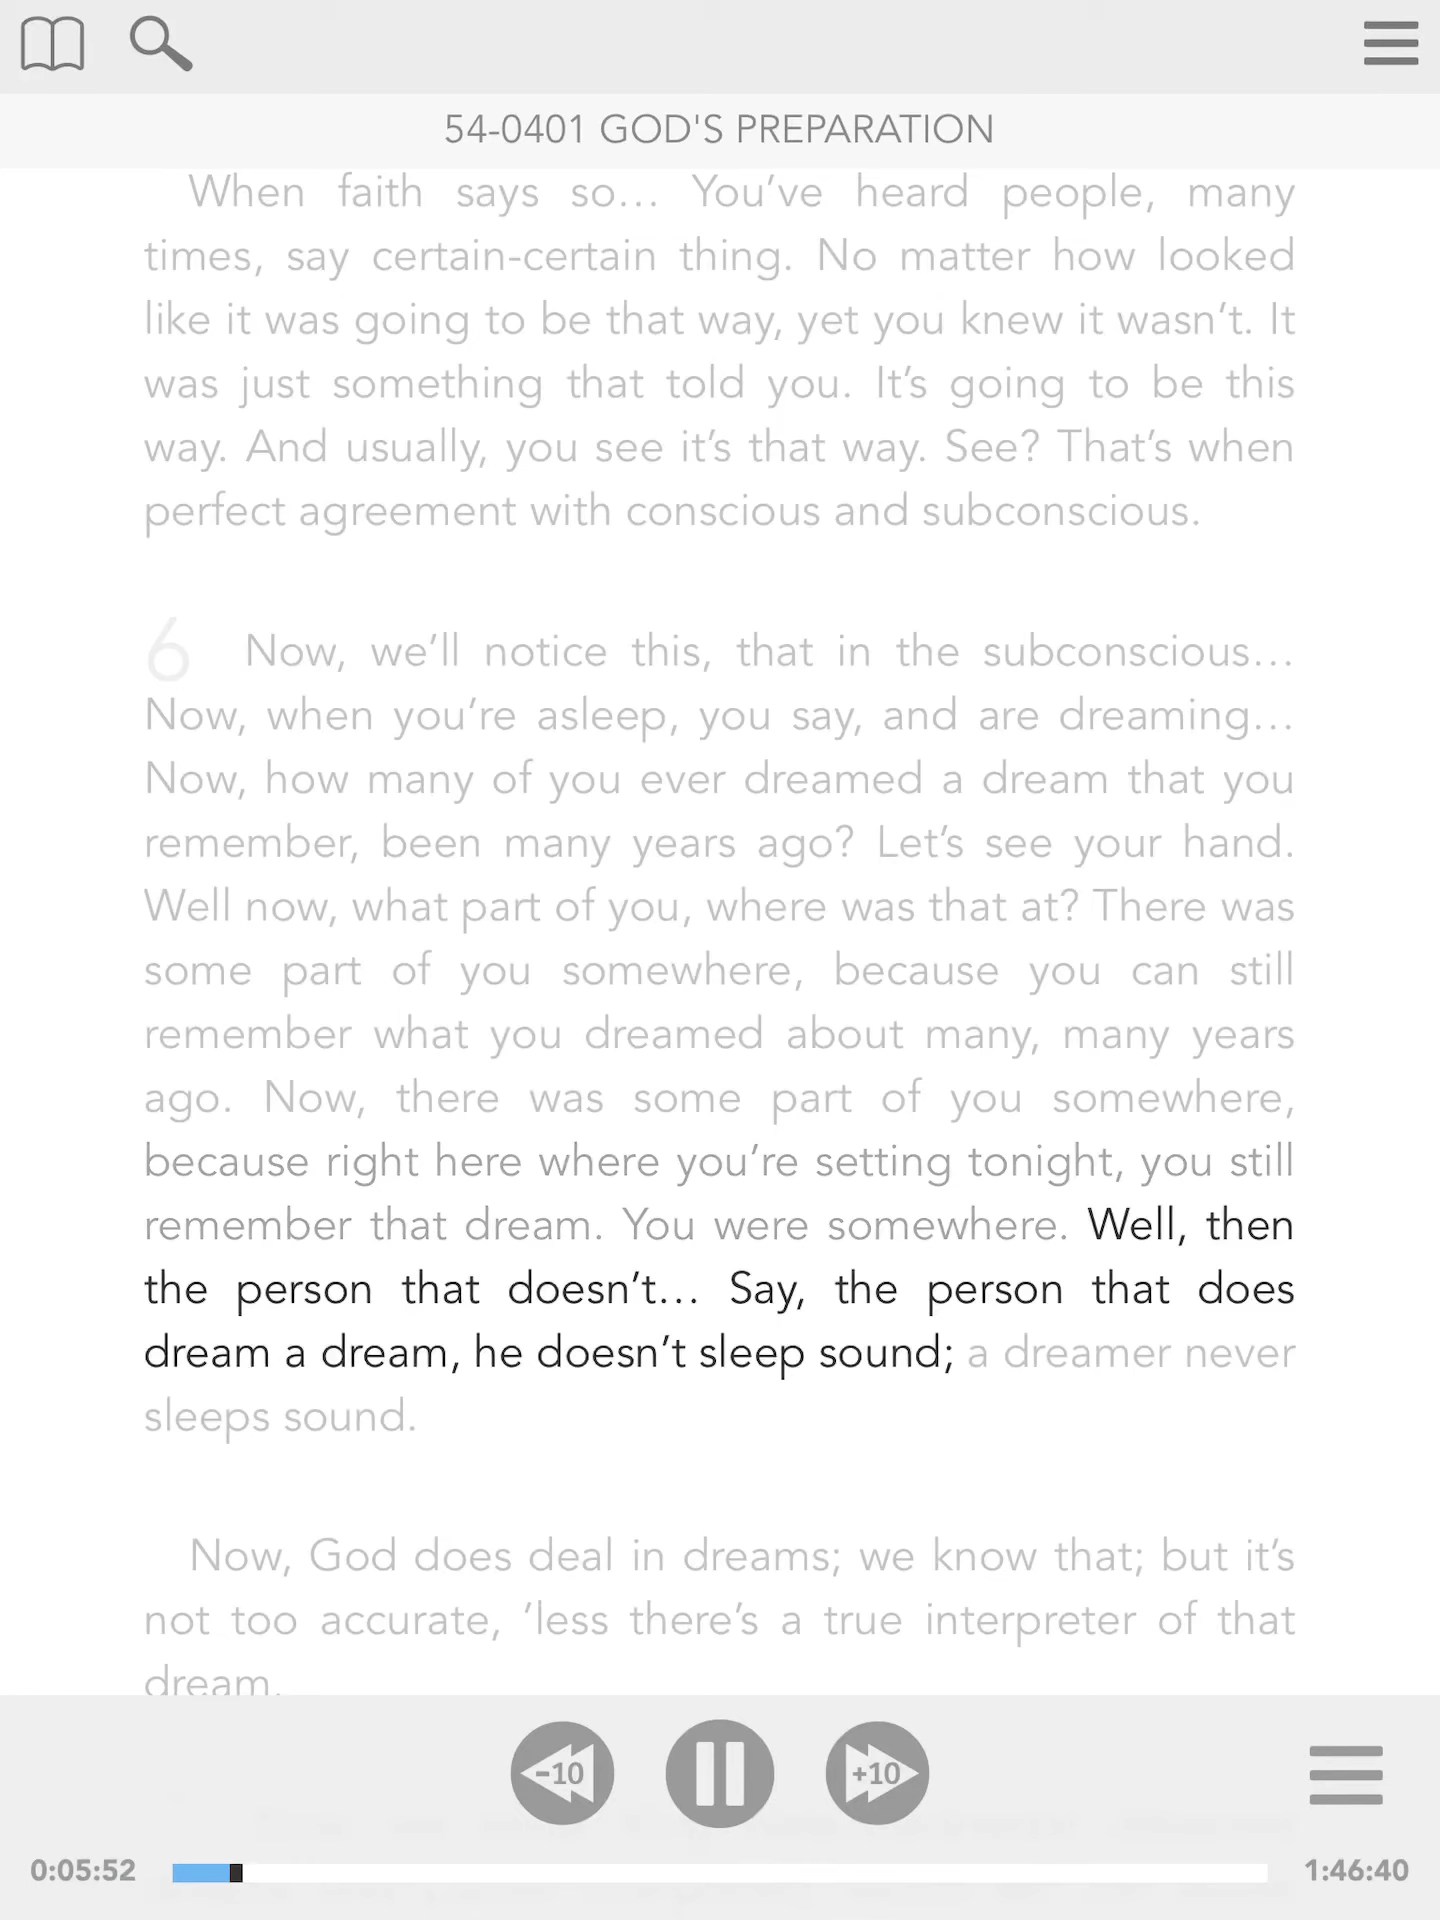 54-0401 GOD'S PREPARATION
When faith says so… You’ve heard people, many
times, say certain-certain thing. No matter how looked
like it was going to be that way, yet you knew it wasn’t. It
was just something that told you. It’s going to be this
way. And usually, you see it’s that way. See? That’s when
perfect agreement with conscious and subconscious.
6 Now, we’ll notice this, that in the subconscious…
Now, when you’re asleep, you say, and are dreaming…
Now, how many of you ever dreamed a dream that you
remember, been many years ago? Let’s see your hand.
Well now, what part of you, where was that at? There was
some part of you somewhere, because you can still
remember what you dreamed about many, many years
ago. Now, there was some part of you somewhere,
because right here where you’re setting tonight, you still
remember that dream. You were somewhere. Well, then
the person that doesn’t… Say, the person that does
dream a dream, he doesn’t sleep sound; a dreamer never
sleeps sound.
Now, God does deal in dreams; we know that; but it’s
not too accurate, ’less there’s a true interpreter of that
dream.
-10 +10
0:05:52 1:46:40